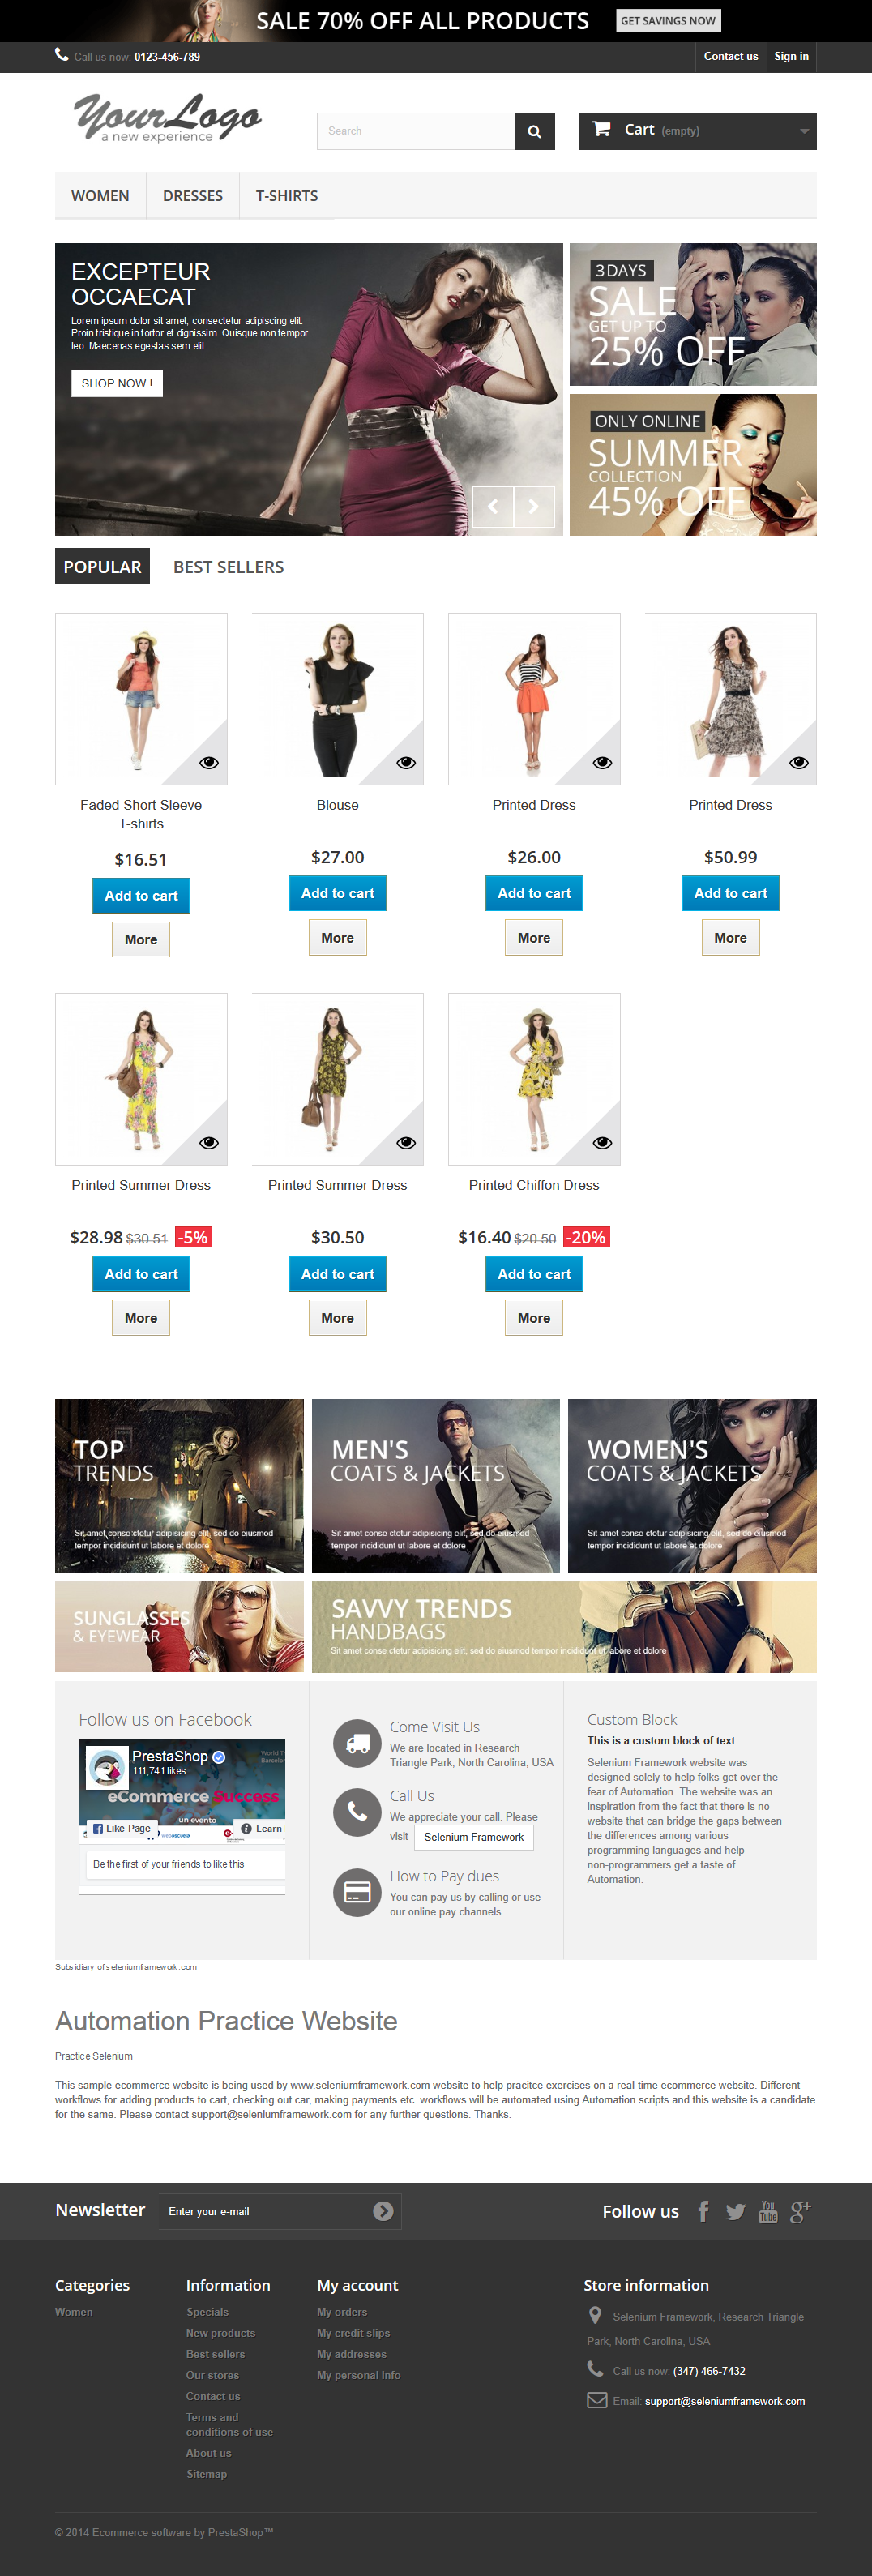 SALE 70% OFF ALL PRODUCTS GET SAVINGS NOW
Call us now: 0123-456-789 Contact us Sign in
YourLogo
a new experience
Search Cart (empty)
WOMEN DRESSES T-SHIRTS
EXCEPTEUR
OCCAECAT
Lorem ipsum dolor sit amet, consectetur adipiscing elit.
Proin tristique in tortor et dignissim. Quisque non tempor
leo. Maecenas egestas sem elit
SHOP NOW !
3 DAYS
SALE
GET UP TO
25% OFF
ONLY ONLINE
SUMMER
COLLECTION
45% OFF
POPULAR BEST SELLERS
Faded Short Sleeve
T-shirts
$16.51
Add to cart
More
Blouse
$27.00
Add to cart
More
Printed Dress
$26.00
Add to cart
More
Printed Dress
$50.99
Add to cart
More
Printed Summer Dress
$28.98 $30.51 -5%
Add to cart
More
Printed Summer Dress
$30.50
Add to cart
More
Printed Chiffon Dress
$16.40 $20.50 -20%
Add to cart
More
TOP
TRENDS
Sit amet conse ctetur adipisicing elit, sed do eiusmod
tempor incididunt ut labore et dolore
MEN'S
COATS & JACKETS
Sit amet conse ctetur adipisicing elit, sed do eiusmod
tempor incididunt ut labore et dolore
WOMEN'S
COATS & JACKETS
Sit amet conse ctetur adipisicing elit, sed do eiusmod
tempor incididunt ut labore et dolore
SUNGLASSES
& EYEWEAR
SAVVY TRENDS
HANDBAGS
Sit amet conse ctetur adipisicing elit, sed do eiusmod tempor incididunt ut labore et dolore
Follow us on Facebook
PrestaShop
111,741 likes
eCommerce Success
un evento
webescuela
Like Page Learn
Be the first of your friends to like this
Come Visit Us
We are located in Research
Triangle Park, North Carolina, USA
Call Us
We appreciate your call. Please
visit Selenium Framework
How to Pay dues
You can pay us by calling or use
our online pay channels
Custom Block
This is a custom block of text
Selenium Framework website was
designed solely to help folks get over the
fear of Automation. The website was an
inspiration from the fact that there is no
website that can bridge the gaps between
the differences among various
programming languages and help
non-programmers get a taste of
Automation.
Subsidiary of seleniumframework.com
Automation Practice Website
Practice Selenium
This sample ecommerce website is being used by www.seleniumframework.com website to help pracitce exercises on a real-time ecommerce website. Different
workflows for adding products to cart, checking out car, making payments etc. workflows will be automated using Automation scripts and this website is a candidate
for the same. Please contact support@seleniumframework.com for any further questions. Thanks.
Newsletter Enter your e-mail Follow us
You
Tube
Categories
Women
Information
Specials
New products
Best sellers
Our stores
Contact us
Terms and
conditions of use
About us
Sitemap
My account
My orders
My credit slips
My addresses
My personal info
Store information
Selenium Framework, Research Triangle
Park, North Carolina, USA
Call us now: (347) 466-7432
Email: support@seleniumframework.com
© 2014 Ecommerce software by PrestaShop™